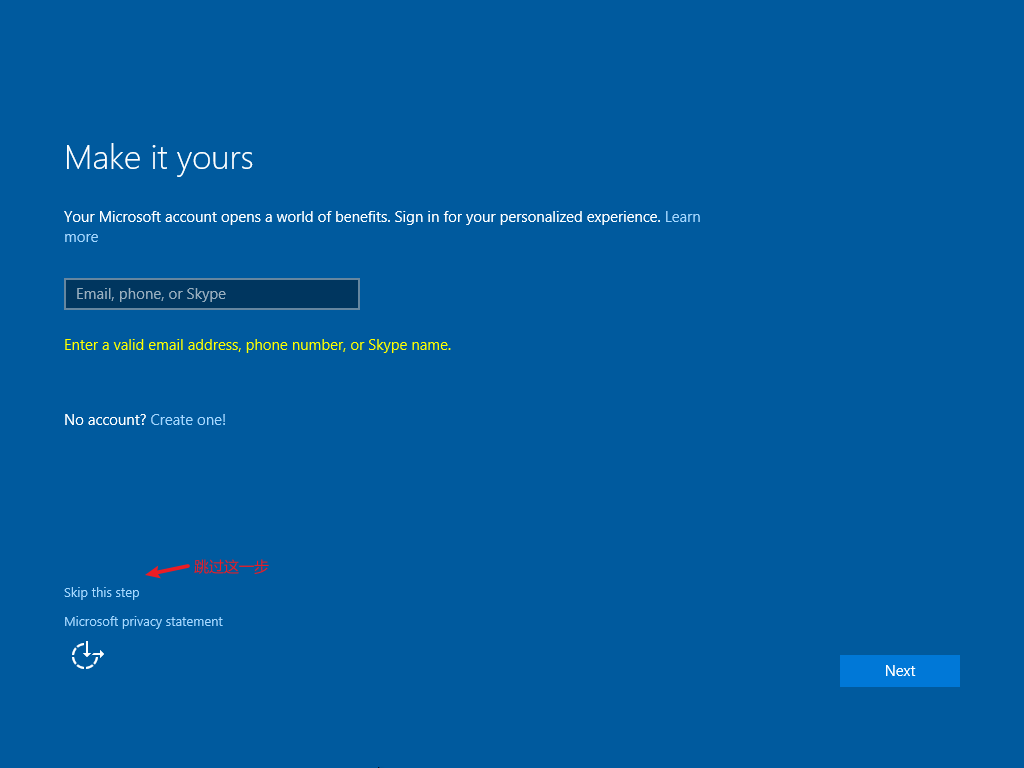 Make it yours
Your Microsoft account opens a world of benefits. Sign in for your personalized experience. Learn
more
Email, phone, or Skype
Enter a valid email address, phone number, or Skype name.
No account? Create one!
跳过这一步
Skip this step
Microsoft privacy statement
Next